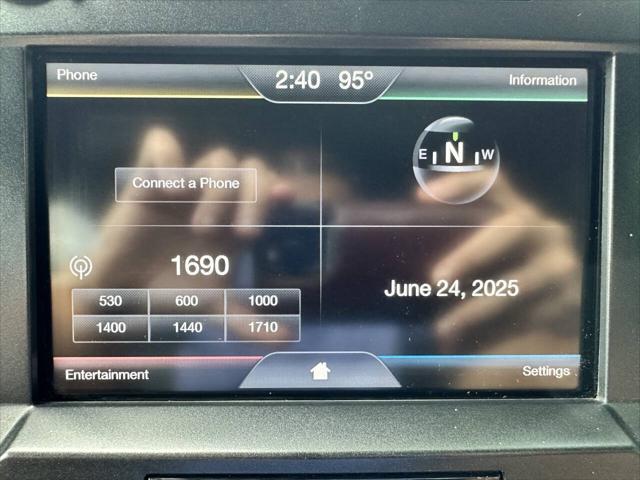 Phone
2:40 95°
Information
E N W
Connect a Phone
1690
530 600 1000
1400 1440 1710
June 24, 2025
Entertainment
Settings